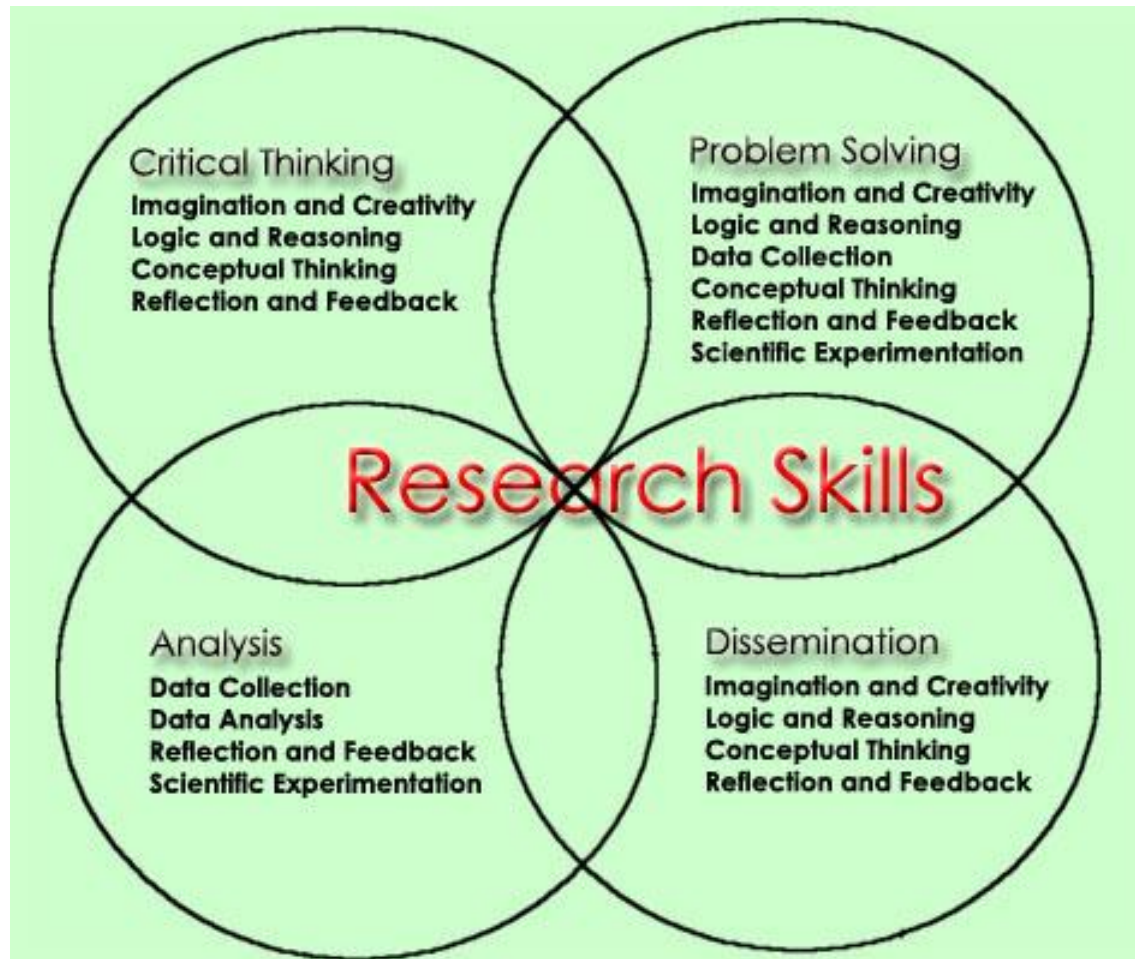 Critical Thinking
Imagination and Creativity
Logic and Reasoning
Conceptual Thinking
Reflection and Feedback
Problem Solving
Imagination and Creativity
Logic and Reasoning
Data Collection
Conceptual Thinking
Reflection and Feedback
Scientific Experimentation
Research Skills
Analysis
Data Collection
Data Analysis
Reflection and Feedback
Scientific Experimentation
Dissemination
Imagination and Creativity
Logic and Reasoning
Conceptual Thinking
Reflection and Feedback